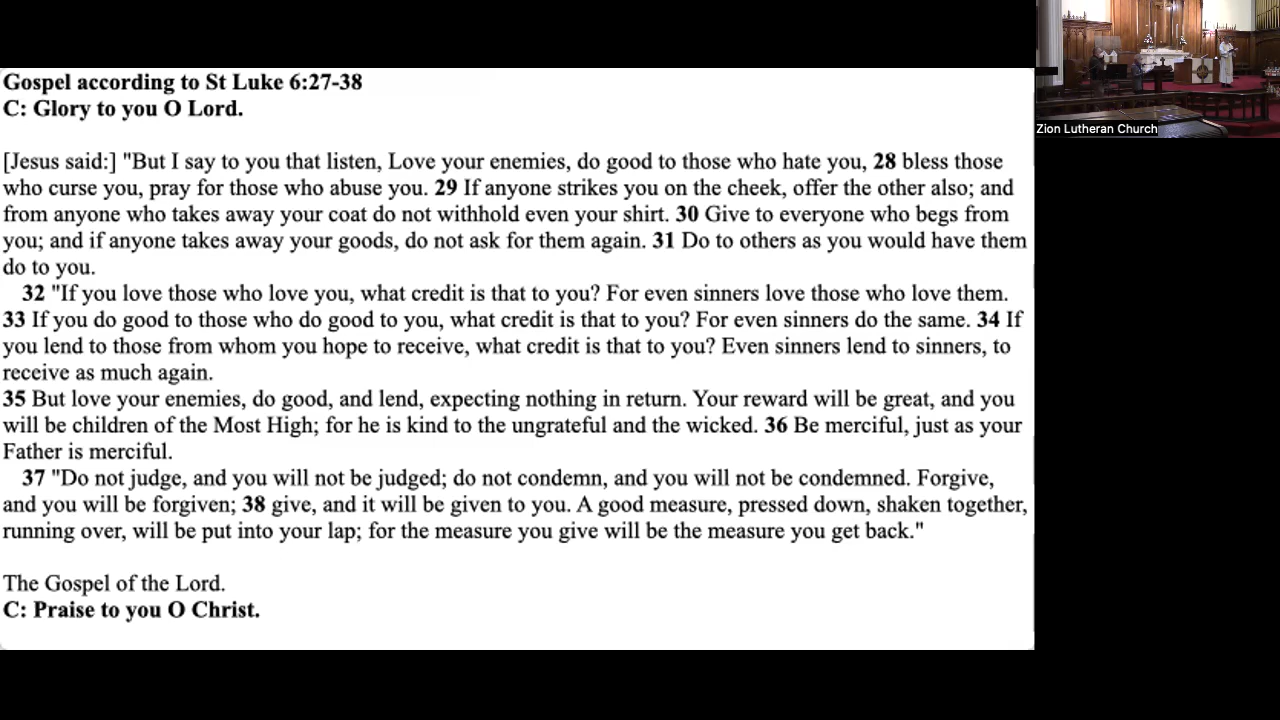 Gospel according to St Luke 6:27-38
C: Glory to you O Lord.
[Jesus said:] "But I say to you that listen, Love your enemies, do good to those who hate you, 28 bless those
who curse you, pray for those who abuse you. 29 If anyone strikes you on the cheek, offer the other also; and
from anyone who takes away your coat do not withhold even your shirt. 30 Give to everyone who begs from
you; and if anyone takes away your goods, do not ask for them again. 31 Do to others as you would have them
do to you.
32 "If you love those who love you, what credit is that to you? For even sinners love those who love them.
33 If you do good to those who do good to you, what credit is that to you? For even sinners do the same. 34 If
you lend to those from whom you hope to receive, what credit is that to you? Even sinners lend to sinners, to
receive as much again.
35 But love your enemies, do good, and lend, expecting nothing in return. Your reward will be great, and you
will be children of the Most High; for he is kind to the ungrateful and the wicked. 36 Be merciful, just as your
Father is merciful.
37 "Do not judge, and you will not be judged; do not condemn, and you will not be condemned. Forgive,
and you will be forgiven; 38 give, and it will be given to you. A good measure, pressed down, shaken together,
running over, will be put into your lap; for the measure you give will be the measure you get back."
The Gospel of the Lord.
C: Praise to you O Christ.
Zion Lutheran Church